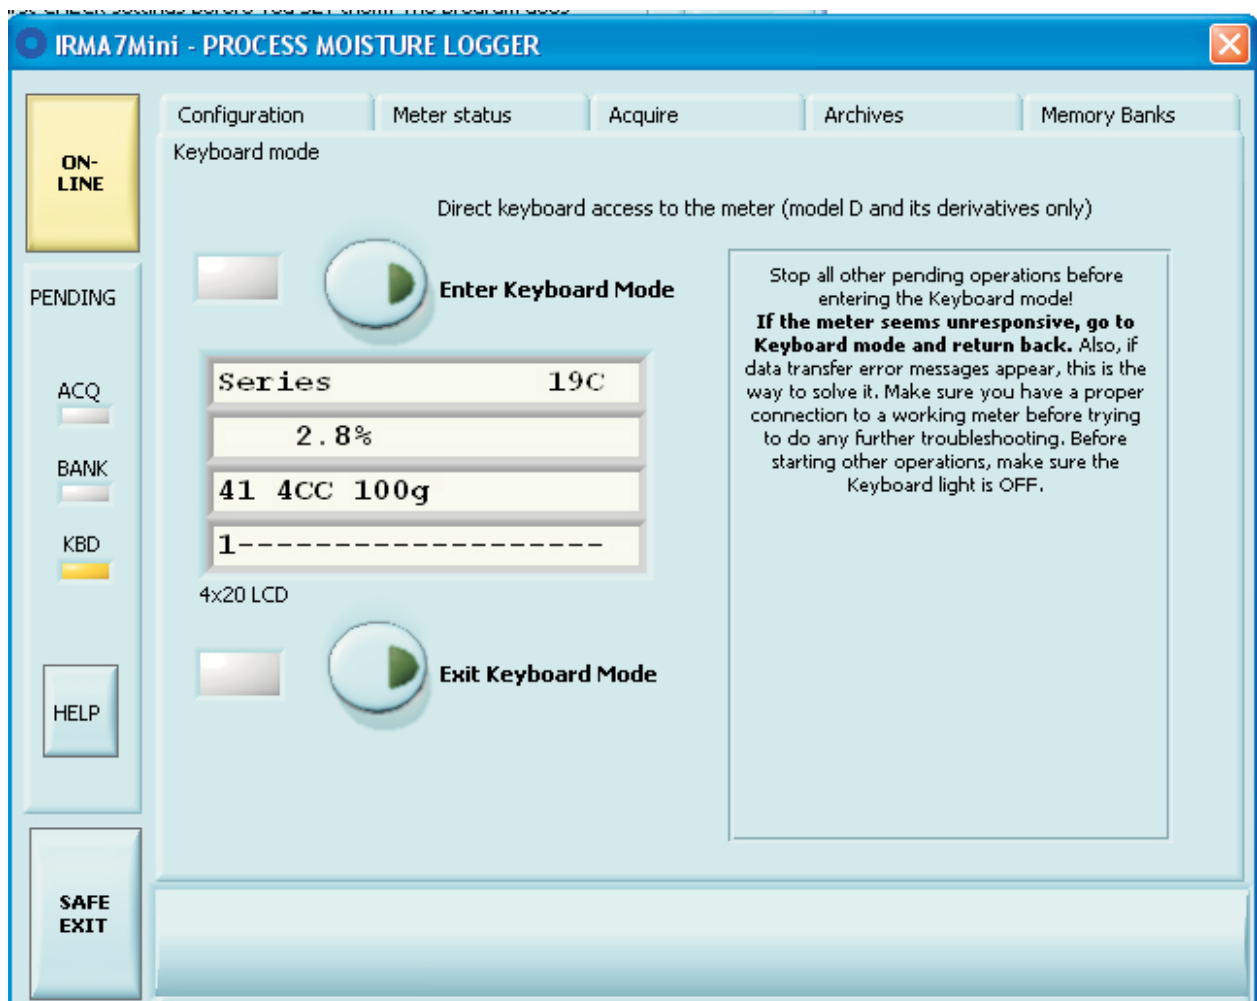 IRMA7Mini - PROCESS MOISTURE LOGGER
ON-
LINE
Configuration Meter status Acquire Archives Memory Banks
Keyboard mode
Direct keyboard access to the meter (model D and its derivatives only)
PENDING
ACQ
BANK
KBD
HELP
SAFE
EXIT
Enter Keyboard Mode
Series 19C
2.8%
41 4CC 100g
1-------------------
4x20 LCD
Exit Keyboard Mode
Stop all other pending operations before
entering the Keyboard mode!
If the meter seems unresponsive, go to
Keyboard mode and return back. Also, if
data transfer error messages appear, this is the
way to solve it. Make sure you have a proper
connection to a working meter before trying
to do any further troubleshooting. Before
starting other operations, make sure the
Keyboard light is OFF.